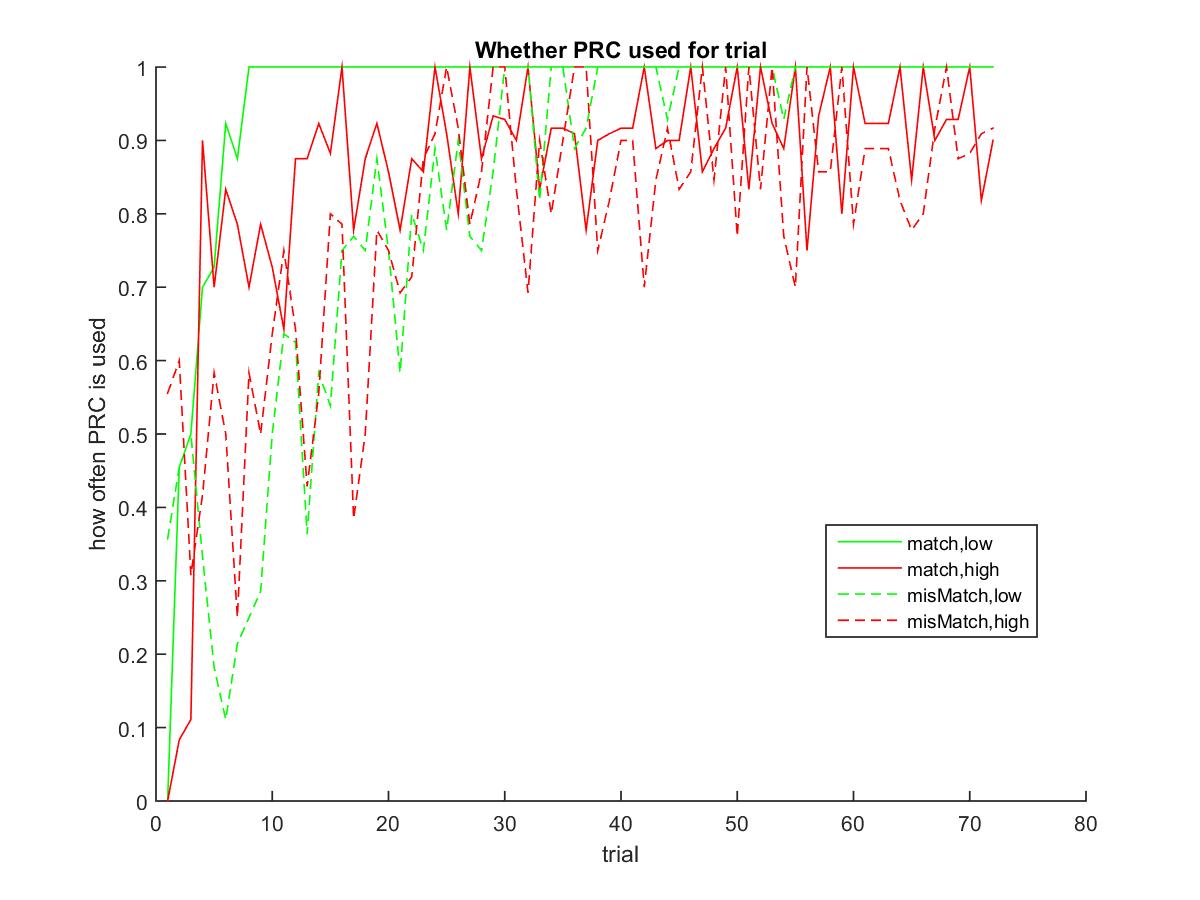 Whether PRC used for trial
how often PRC is used
1
0.9
0.8
0.7
0.6
0.5
0.4
0.3
0.2
0.1
0
0 10 20 30 40 50 60 70 80
trial
match,low
match,high
misMatch,low
misMatch,high